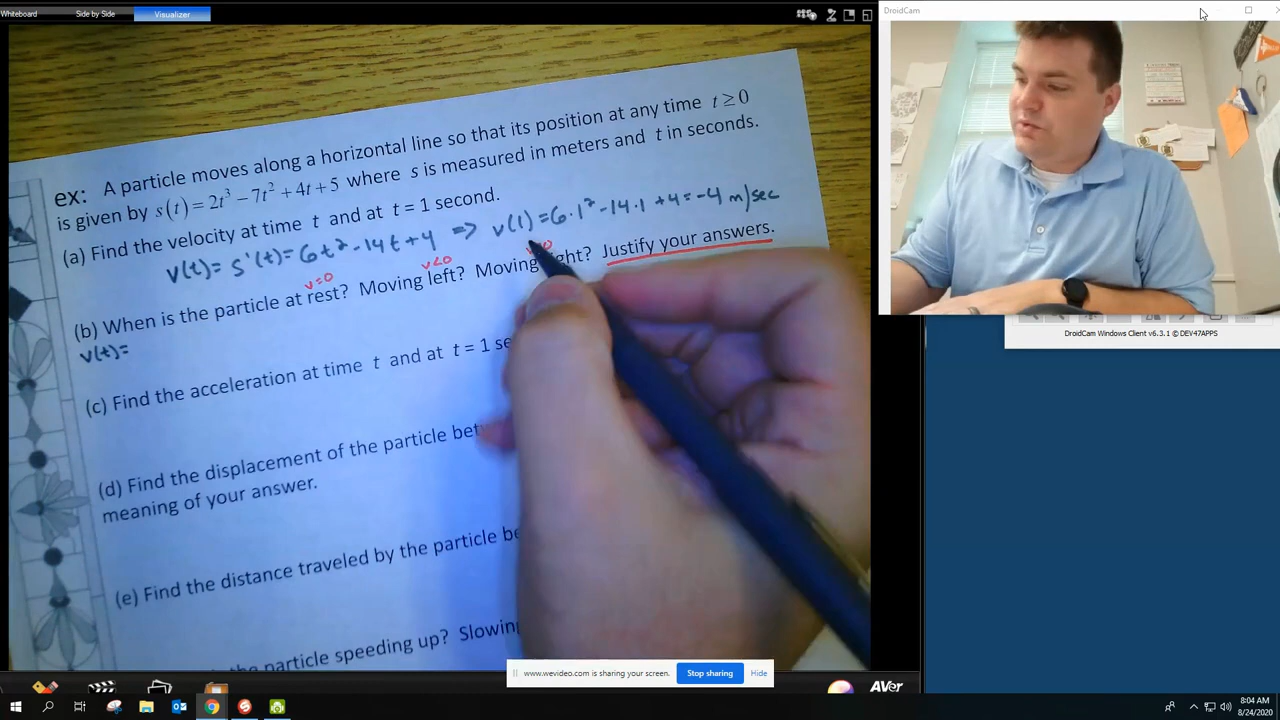 Whiteboard
Side by Side
Visualizer
DroidCam
ex: A particle moves along a horizontal line so that its position at any time t ≥ 0
is given by s(t) = 2t³ − 7t² + 4t + 5 where s is measured in meters and t in seconds.
(a) Find the velocity at time t and at t = 1 second.
v(t) = s'(t) = 6t² - 14t + 4 ⇒ v(1) = 6·1² - 14·1 + 4 = -4 m/sec
v=0 v<0
(b) When is the particle at rest? Moving left? Moving right? Justify your answers.
v(t) =
(c) Find the acceleration at time t and at t = 1
(d) Find the displacement of the particle
meaning of your answer.
(e) Find the distance traveled by the particle
particle speeding up?
DroidCam Windows Client v6.3.1 © DEV47APPS
www.wevideo.com is sharing your screen.
Stop sharing
Hide
AVer
8:04 AM
8/24/2020